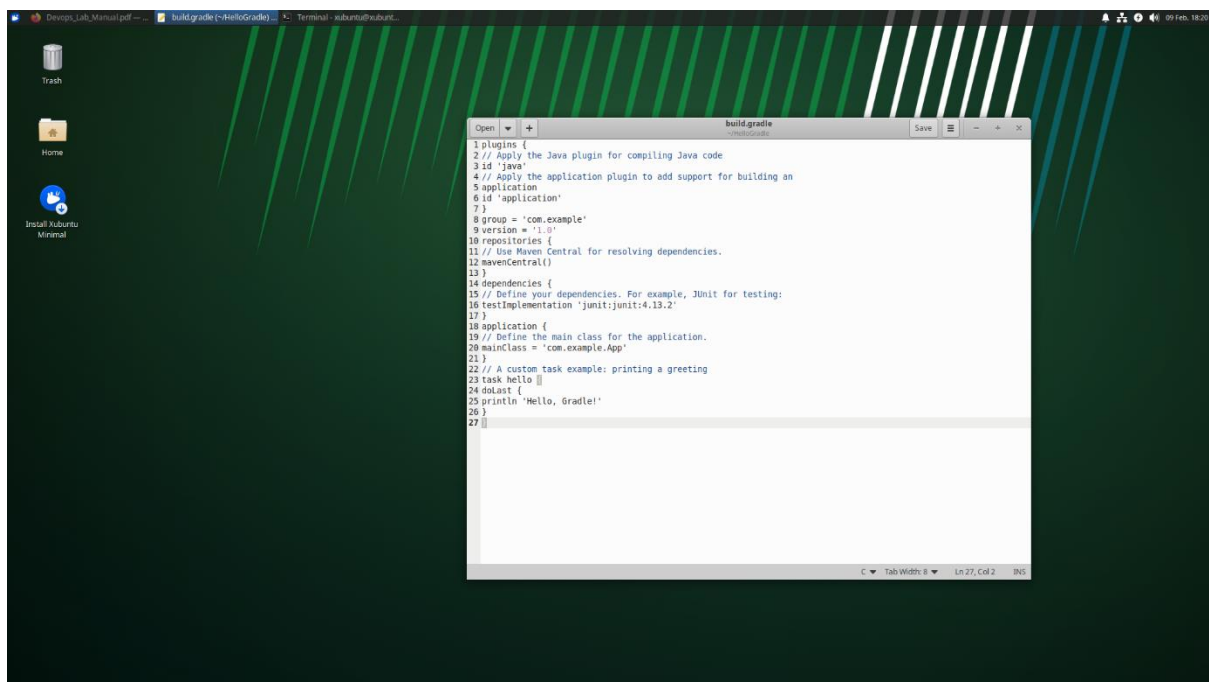 Devops_Lab_Manual.pdf — ...
build.gradle (~/HelloGradle) ...
Terminal - xubuntu@xubunt...
09 Feb, 18:20
Trash
Home
Install Xubuntu
Minimal
Open
build.gradle
~/HelloGradle
Save
1 plugins {
2 // Apply the Java plugin for compiling Java code
3 id 'java'
4 // Apply the application plugin to add support for building an
5 application
6 id 'application'
7 }
8 group = 'com.example'
9 version = '1.0'
10 repositories {
11 // Use Maven Central for resolving dependencies.
12 mavenCentral()
13 }
14 dependencies {
15 // Define your dependencies. For example, JUnit for testing:
16 testImplementation 'junit:junit:4.13.2'
17 }
18 application {
19 // Define the main class for the application.
20 mainClass = 'com.example.App'
21 }
22 // A custom task example: printing a greeting
23 task hello {
24 doLast {
25 println 'Hello, Gradle!'
26 }
27 }
C
Tab Width: 8
Ln 27, Col 2
INS